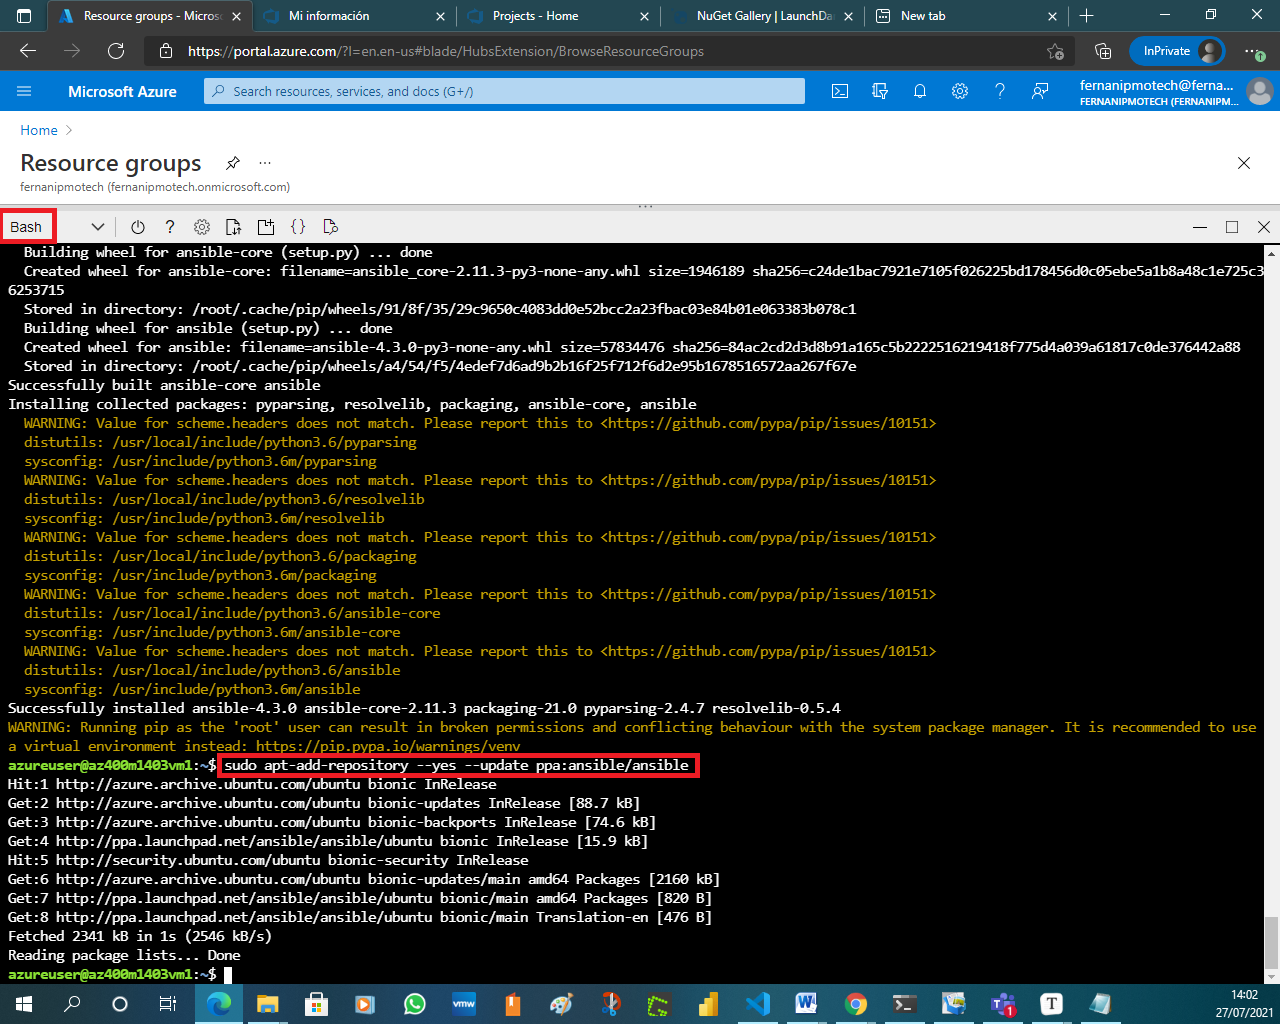 Resource groups - Micros
Mi información
Projects - Home
NuGet Gallery | LaunchDa
New tab
https://portal.azure.com/?l=en.en-us#blade/HubsExtension/BrowseResourceGroups
InPrivate
Microsoft Azure
Search resources, services, and docs (G+/)
fernanipmotech@ferna...
FERNANIPMOTECH (FERNANIPM...
Home
Resource groups
fernanipmotech (fernanipmotech.onmicrosoft.com)
Bash
Building wheel for ansible-core (setup.py) ... done
Created wheel for ansible-core: filename=ansible_core-2.11.3-py3-none-any.whl size=1946189 sha256=c24de1bac7921e7105f026225bd178456d0c05ebe5a1b8a48c1e725c3
6253715
Stored in directory: /root/.cache/pip/wheels/91/8f/35/29c9650c4083dd0e52bcc2a23fbac03e84b01e063383b078c1
Building wheel for ansible (setup.py) ... done
Created wheel for ansible: filename=ansible-4.3.0-py3-none-any.whl size=57834476 sha256=84ac2cd2d3d8b91a165c5b2222516219418f775d4a039a61817c0de376442a88
Stored in directory: /root/.cache/pip/wheels/a4/54/f5/4edef7d6ad9b2b16f25f712f6d2e95b1678516572aa267f67e
Successfully built ansible-core ansible
Installing collected packages: pyparsing, resolvelib, packaging, ansible-core, ansible
WARNING: Value for scheme.headers does not match. Please report this to <https://github.com/pypa/pip/issues/10151>
distutils: /usr/local/include/python3.6/pyparsing
sysconfig: /usr/include/python3.6m/pyparsing
WARNING: Value for scheme.headers does not match. Please report this to <https://github.com/pypa/pip/issues/10151>
distutils: /usr/local/include/python3.6/resolvelib
sysconfig: /usr/include/python3.6m/resolvelib
WARNING: Value for scheme.headers does not match. Please report this to <https://github.com/pypa/pip/issues/10151>
distutils: /usr/local/include/python3.6/packaging
sysconfig: /usr/include/python3.6m/packaging
WARNING: Value for scheme.headers does not match. Please report this to <https://github.com/pypa/pip/issues/10151>
distutils: /usr/local/include/python3.6/ansible-core
sysconfig: /usr/include/python3.6m/ansible-core
WARNING: Value for scheme.headers does not match. Please report this to <https://github.com/pypa/pip/issues/10151>
distutils: /usr/local/include/python3.6/ansible
sysconfig: /usr/include/python3.6m/ansible
Successfully installed ansible-4.3.0 ansible-core-2.11.3 packaging-21.0 pyparsing-2.4.7 resolvelib-0.5.4
WARNING: Running pip as the 'root' user can result in broken permissions and conflicting behaviour with the system package manager. It is recommended to use
a virtual environment instead: https://pip.pypa.io/warnings/venv
azureuser@az400m1403vm1:~$ sudo apt-add-repository --yes --update ppa:ansible/ansible
Hit:1 http://azure.archive.ubuntu.com/ubuntu bionic InRelease
Get:2 http://azure.archive.ubuntu.com/ubuntu bionic-updates InRelease [88.7 kB]
Get:3 http://azure.archive.ubuntu.com/ubuntu bionic-backports InRelease [74.6 kB]
Get:4 http://ppa.launchpad.net/ansible/ansible/ubuntu bionic InRelease [15.9 kB]
Hit:5 http://security.ubuntu.com/ubuntu bionic-security InRelease
Get:6 http://azure.archive.ubuntu.com/ubuntu bionic-updates/main amd64 Packages [2160 kB]
Get:7 http://ppa.launchpad.net/ansible/ansible/ubuntu bionic/main amd64 Packages [820 B]
Get:8 http://ppa.launchpad.net/ansible/ansible/ubuntu bionic/main Translation-en [476 B]
Fetched 2341 kB in 1s (2546 kB/s)
Reading package lists... Done
azureuser@az400m1403vm1:~$
vmw
14:02
27/07/2021